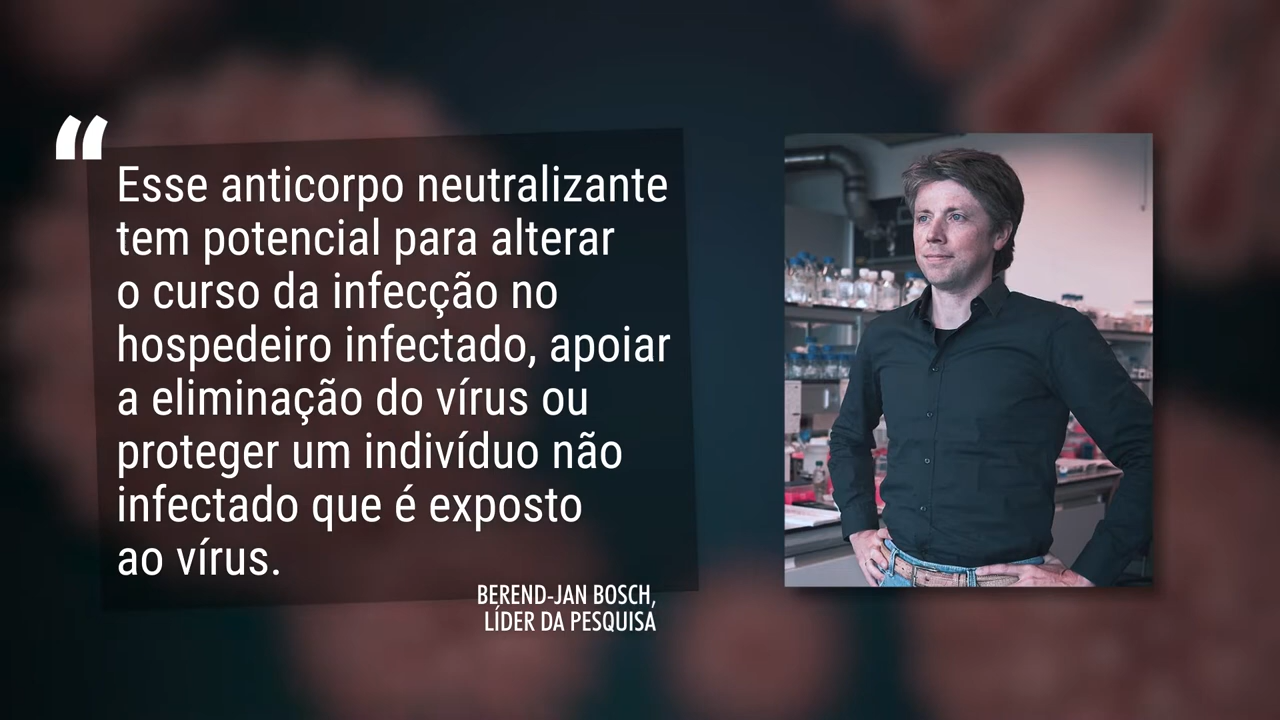 “
Esse anticorpo neutralizante
tem potencial para alterar
o curso da infecção no
hospedeiro infectado, apoiar
a eliminação do vírus ou
proteger um indivíduo não
infectado que é exposto
ao vírus.
BEREND-JAN BOSCH,
LÍDER DA PESQUISA